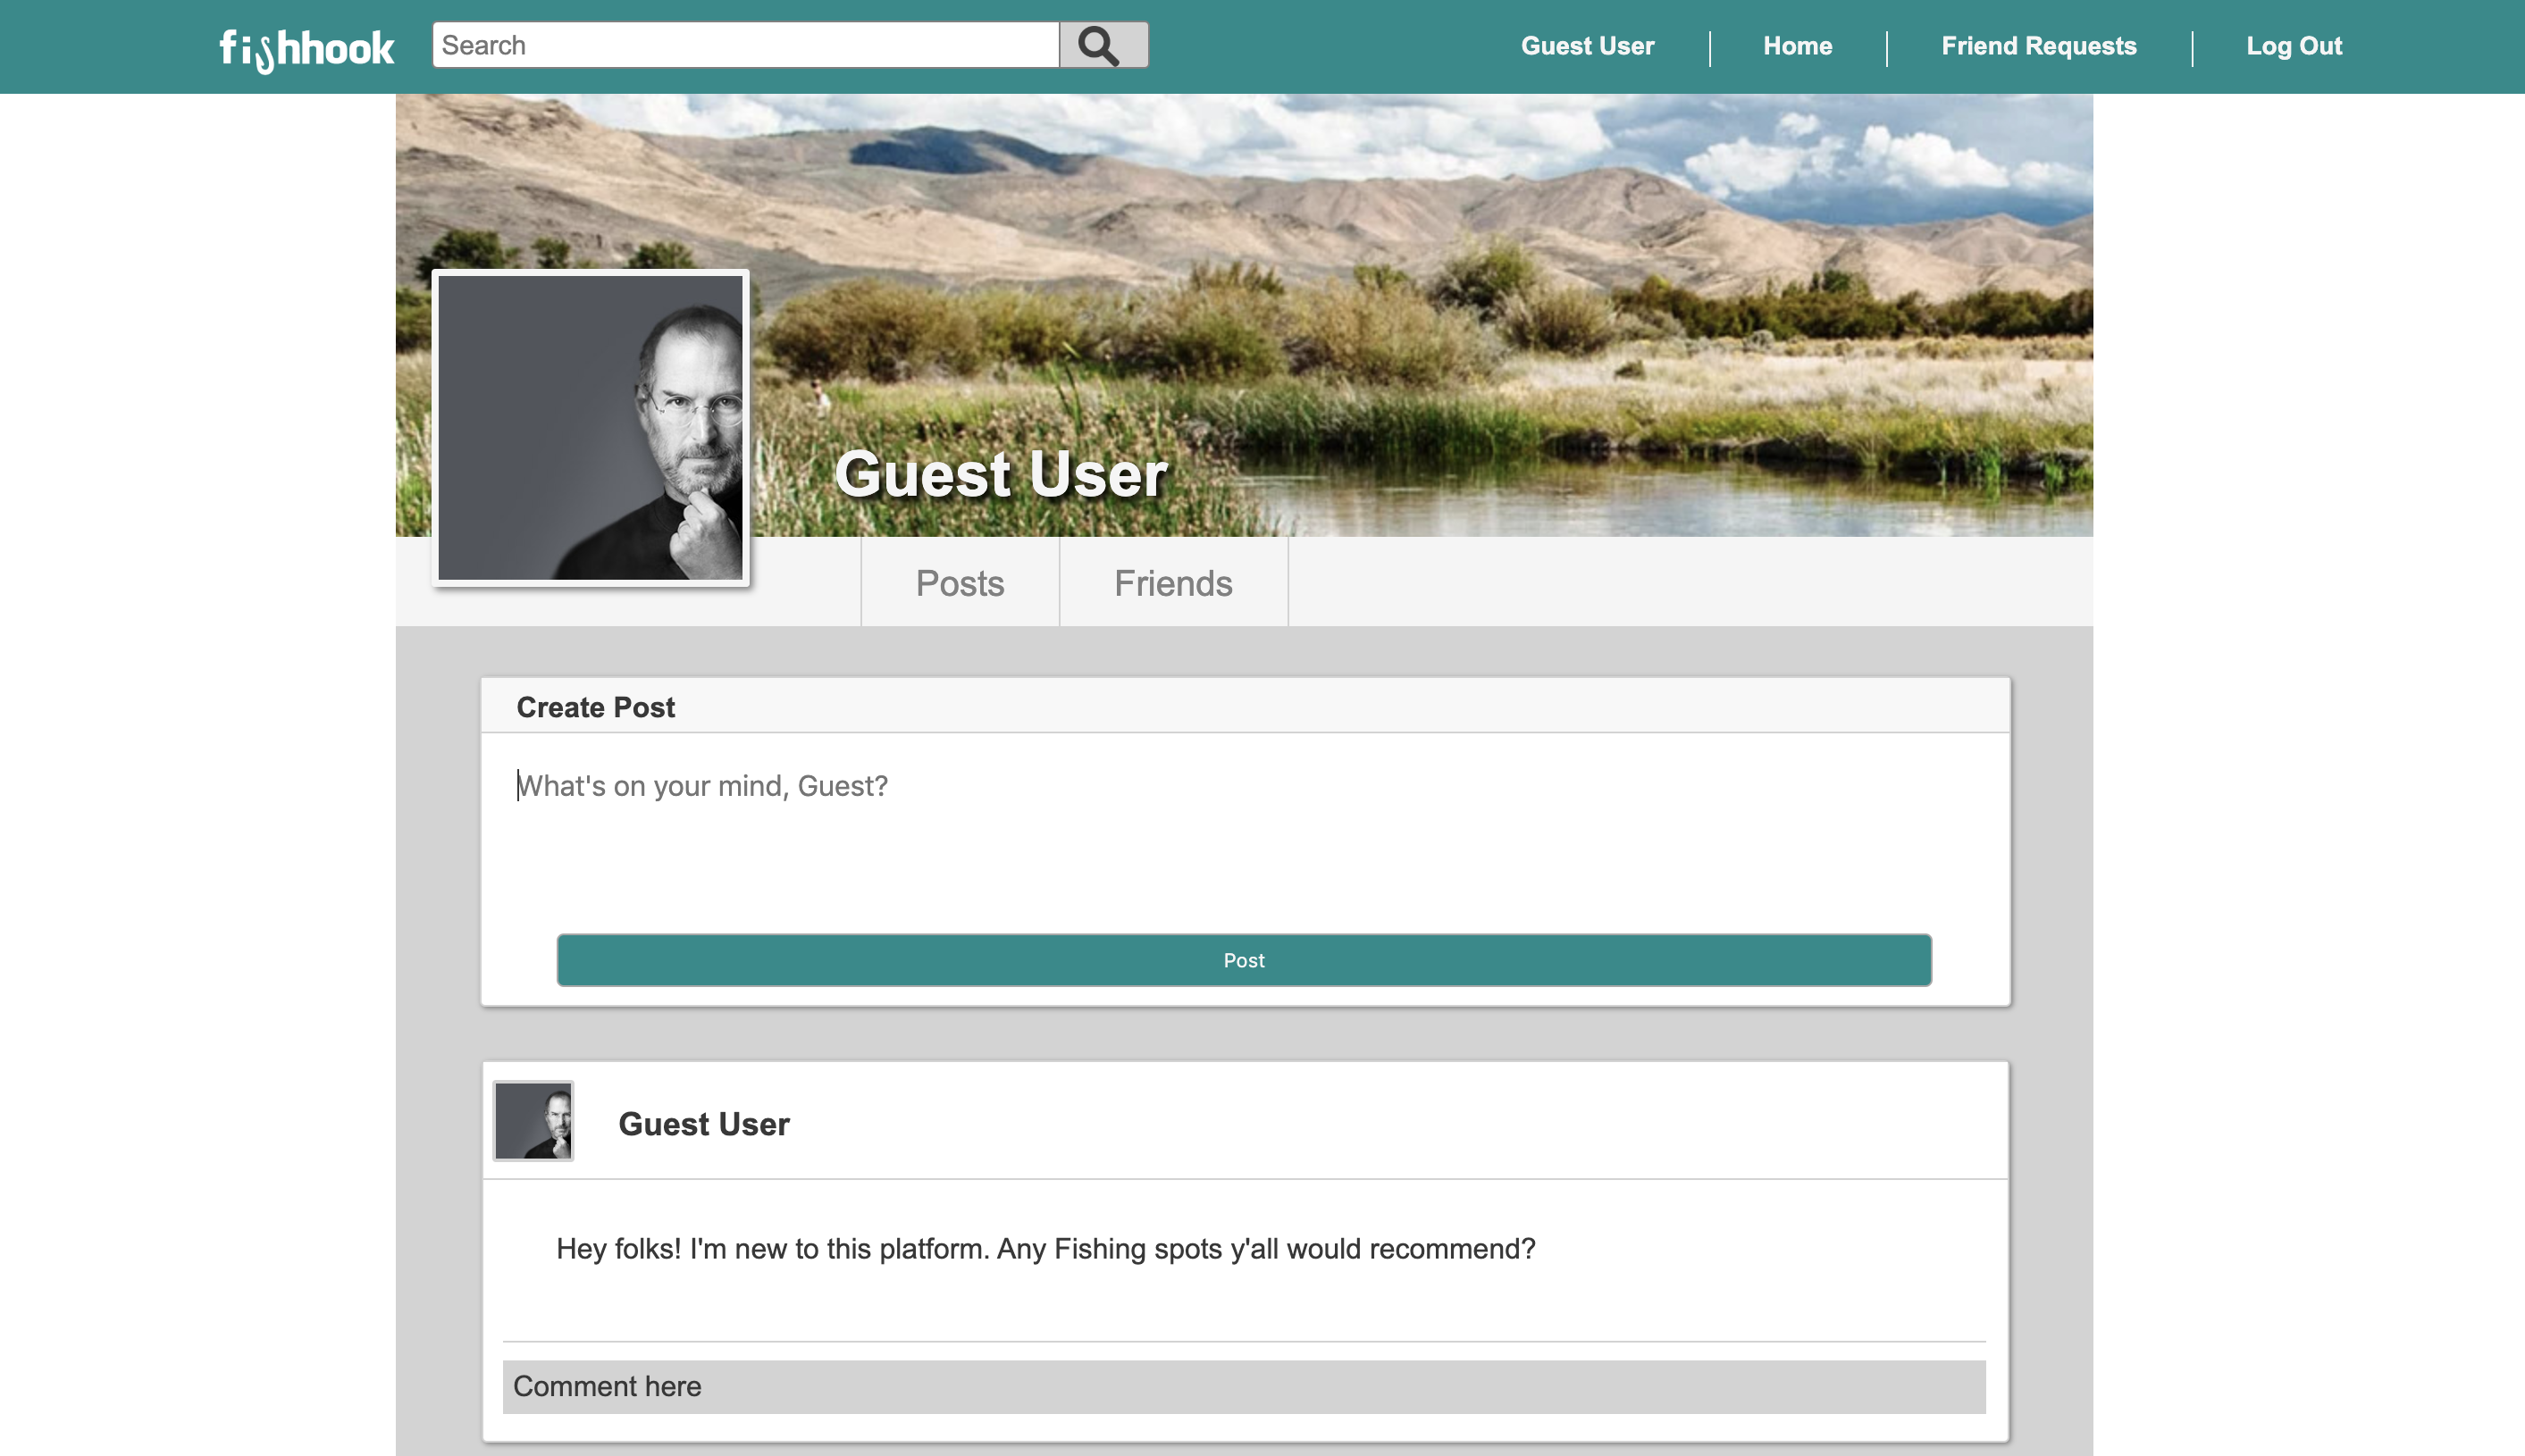 fishhook
Search
Guest User
Home
Friend Requests
Log Out
Guest User
Posts
Friends
Create Post
What's on your mind, Guest?
Post
Guest User
Hey folks! I'm new to this platform. Any Fishing spots y'all would recommend?
Comment here